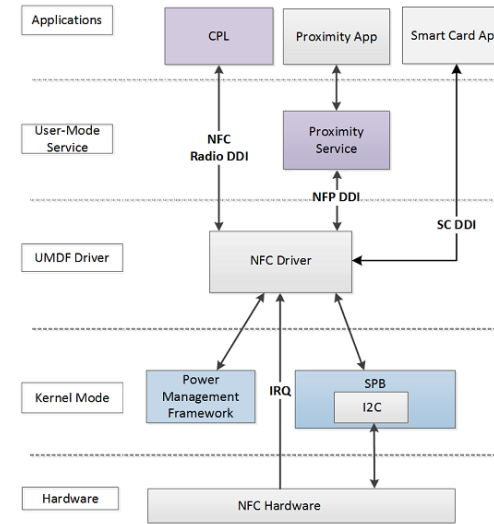 Applications
CPL
Proximity App
Smart Card Ap
User-Mode
Service
NFC
Radio DDI
Proximity
Service
NFP DDI
SC DDI
UMDF Driver
NFC Driver
Kernel Mode
Power
Management
Framework
IRQ
SPB
I2C
Hardware
NFC Hardware